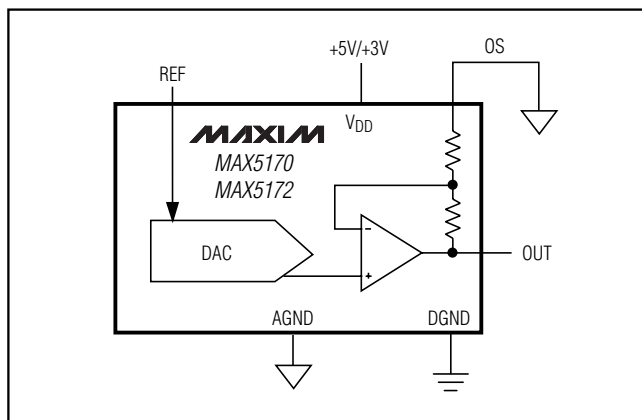 +5V/+3V
OS
REF
VDD
MAXIM
MAX5170
MAX5172
-
DAC
+
OUT
AGND
DGND